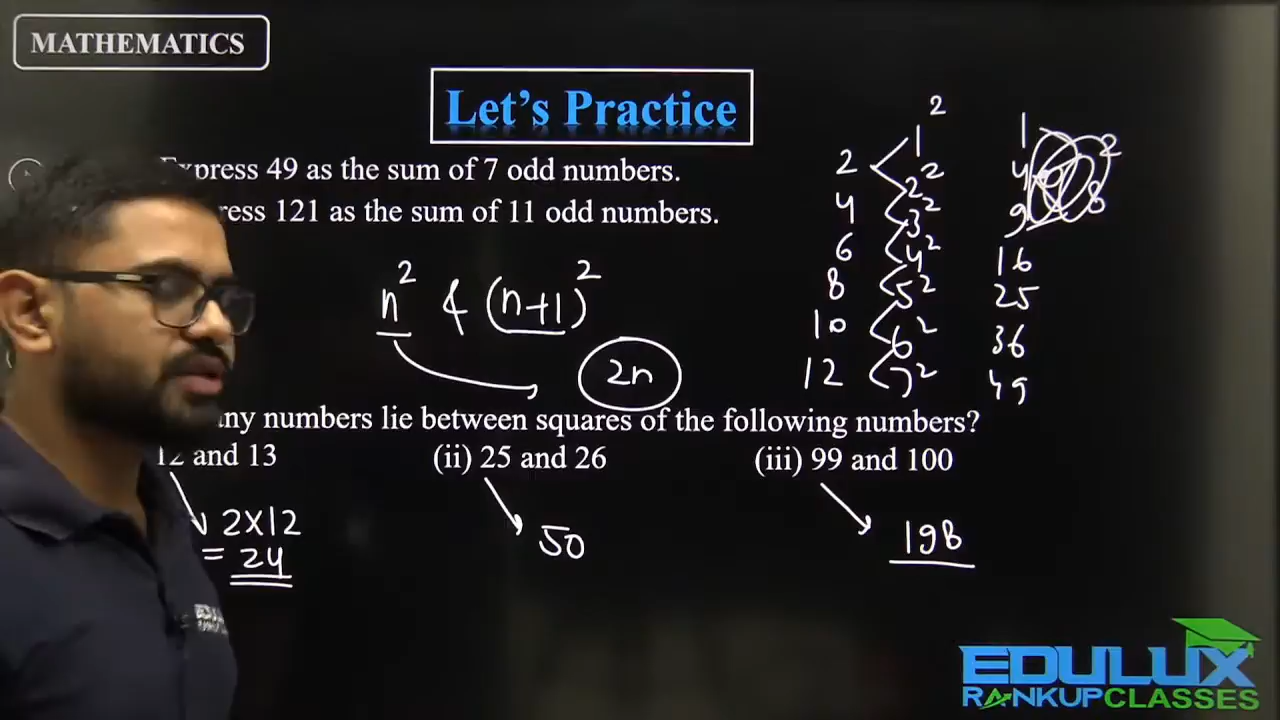 MATHEMATICS
Let's Practice
Express 49 as the sum of 7 odd numbers.
ress 121 as the sum of 11 odd numbers.
n² & (n+1)²
2n
2
4
6
8
10
12
1²
2²
3²
4²
5²
6²
7²
1
4
9
16
25
36
49
2
8
any numbers lie between squares of the following numbers?
12 and 13
(ii) 25 and 26
(iii) 99 and 100
2×12
= 24
50
198
EDULUX
RANKUPCLASSES